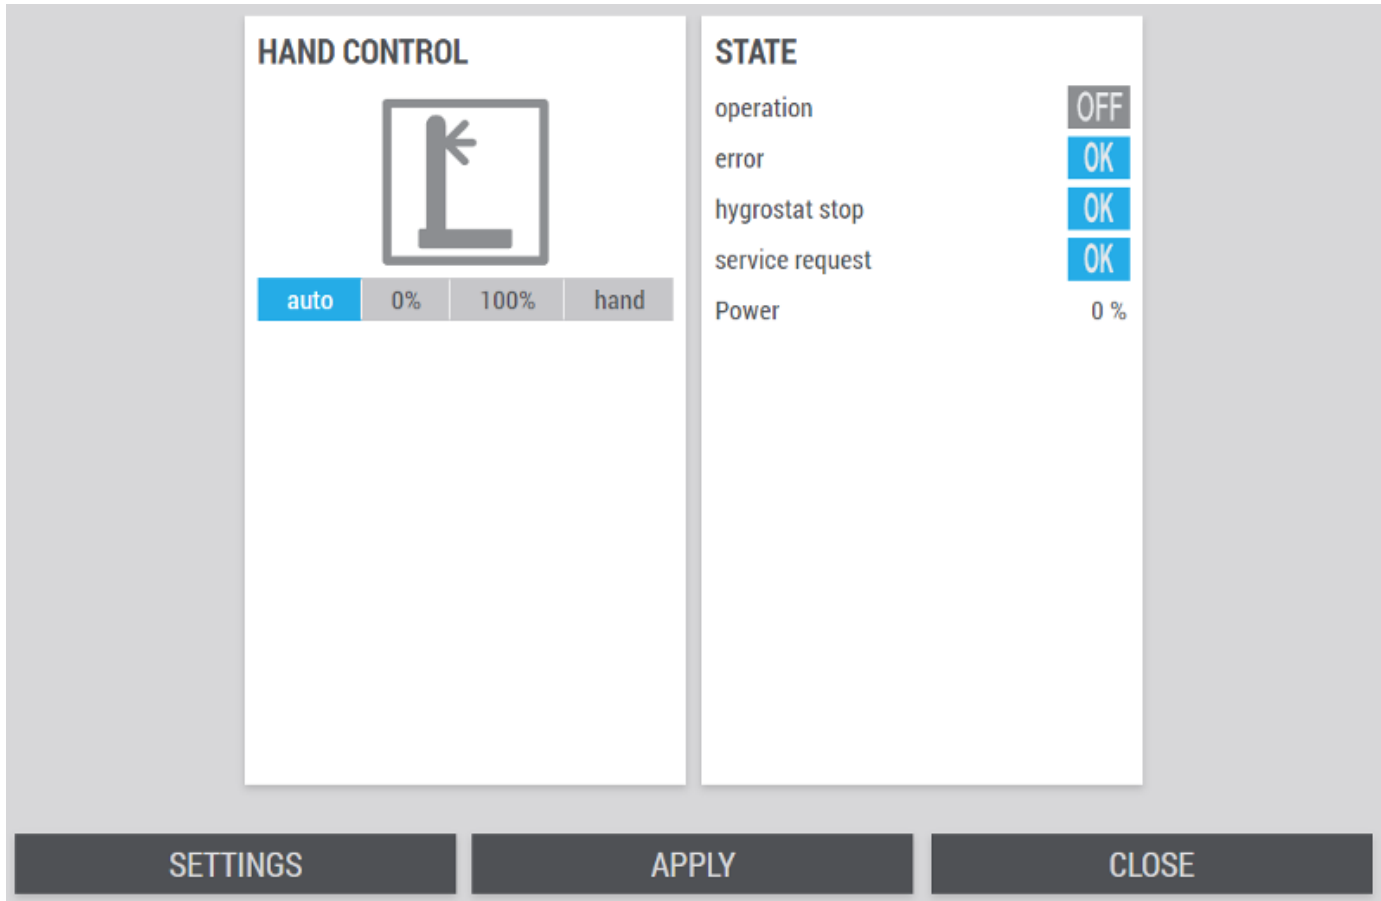 HAND CONTROL
auto 0% 100% hand
STATE
operation OFF
error OK
hygrostat stop OK
service request OK
Power 0 %
SETTINGS APPLY CLOSE